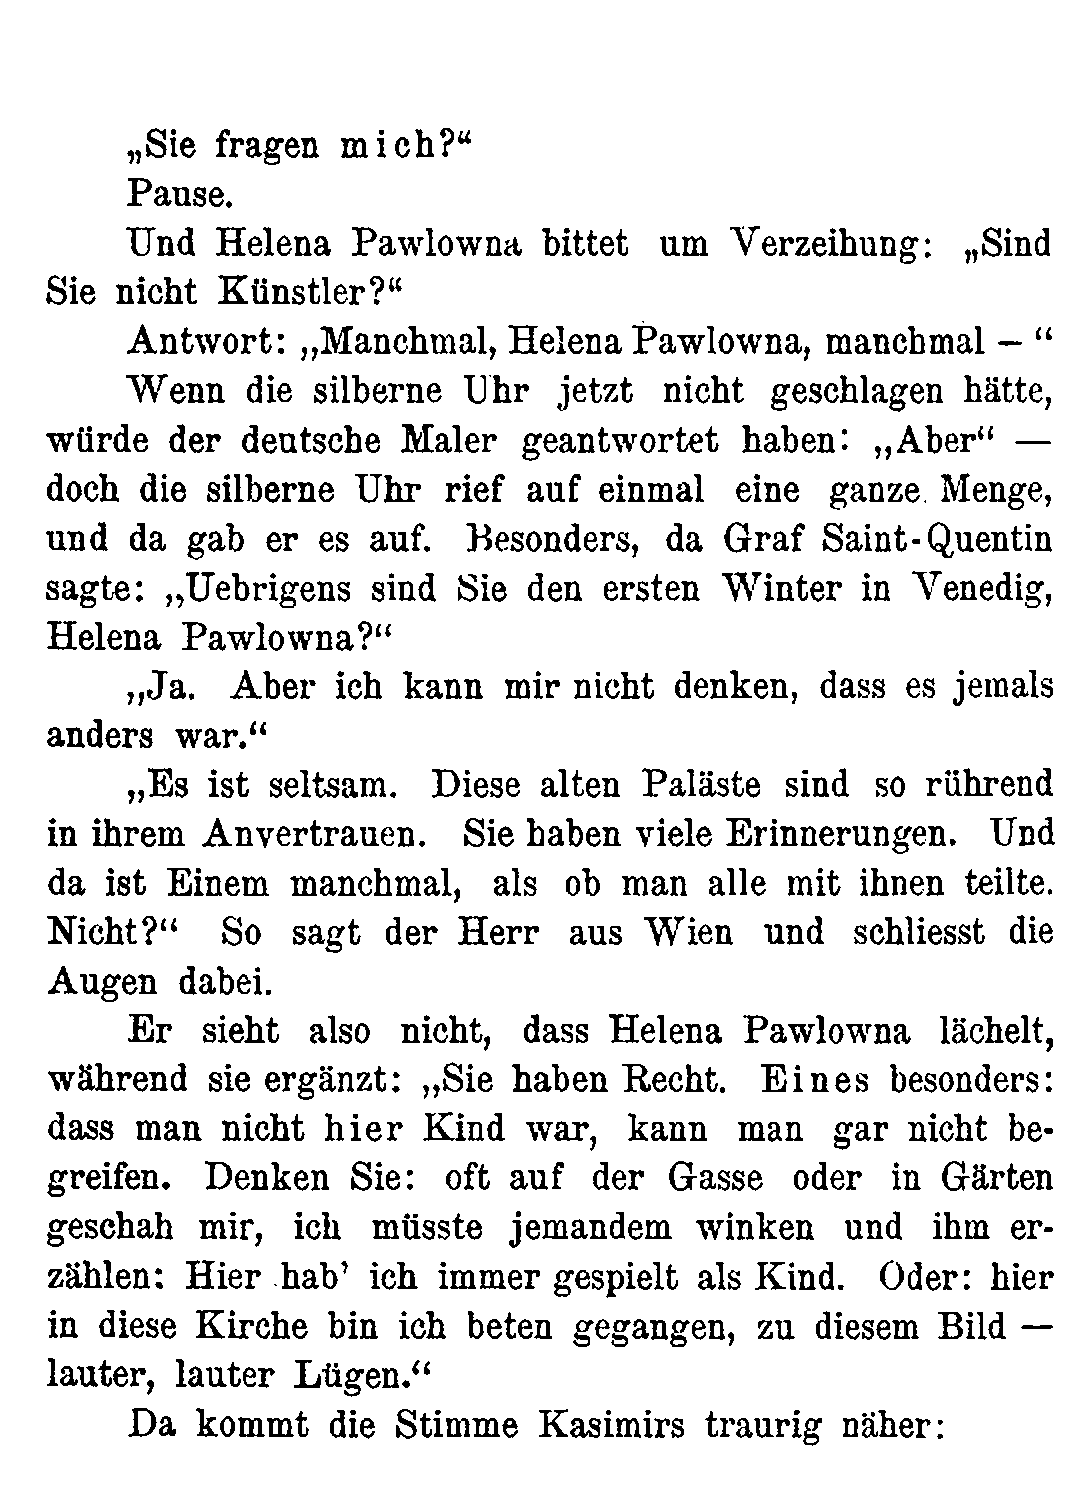 „Sie fragen mich?“
Pause.
Und Helena Pawlowna bittet um Verzeihung: „Sind
Sie nicht Künstler?“
Antwort: „Manchmal, Helena Pawlowna, manchmal — “
Wenn die silberne Uhr jetzt nicht geschlagen hätte,
würde der deutsche Maler geantwortet haben: „Aber“ —
doch die silberne Uhr rief auf einmal eine ganze Menge,
und da gab er es auf. Besonders, da Graf Saint-Quentin
sagte: „Uebrigens sind Sie den ersten Winter in Venedig,
Helena Pawlowna?“
„Ja. Aber ich kann mir nicht denken, dass es jemals
anders war.“
„Es ist seltsam. Diese alten Paläste sind so rührend
in ihrem Anvertrauen. Sie haben viele Erinnerungen. Und
da ist Einem manchmal, als ob man alle mit ihnen teilte.
Nicht?“ So sagt der Herr aus Wien und schliesst die
Augen dabei.
Er sieht also nicht, dass Helena Pawlowna lächelt,
während sie ergänzt: „Sie haben Recht. Eines besonders:
dass man nicht hier Kind war, kann man gar nicht be-
greifen. Denken Sie: oft auf der Gasse oder in Gärten
geschah mir, ich müsste jemandem winken und ihm er-
zählen: Hier hab’ ich immer gespielt als Kind. Oder: hier
in diese Kirche bin ich beten gegangen, zu diesem Bild —
lauter, lauter Lügen.“
Da kommt die Stimme Kasimirs traurig näher: